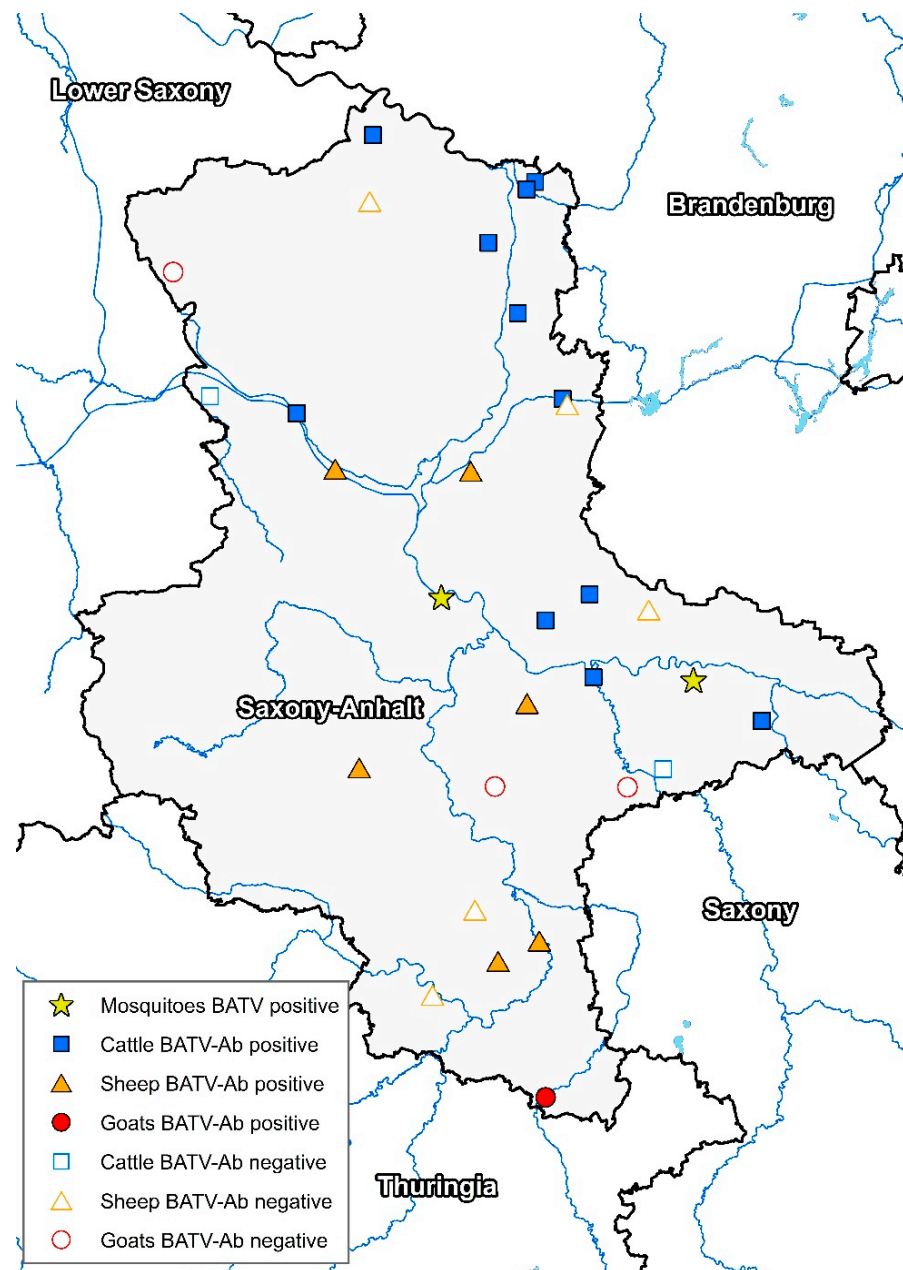 Lower Saxony
Brandenburg
Saxony-Anhalt
Saxony
Thuringia
Mosquitoes BATV positive
Cattle BATV-Ab positive
Sheep BATV-Ab positive
Goats BATV-Ab positive
Cattle BATV-Ab negative
Sheep BATV-Ab negative
Goats BATV-Ab negative